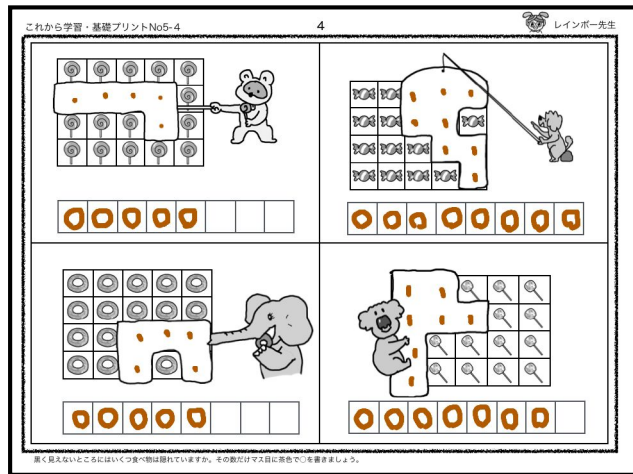 これから学習・基礎プリントNo5-4
4
レインボー先生
黒く見えないところにはいくつ食べ物は隠れていますか。その数だけマス目に茶色で○を書きましょう。